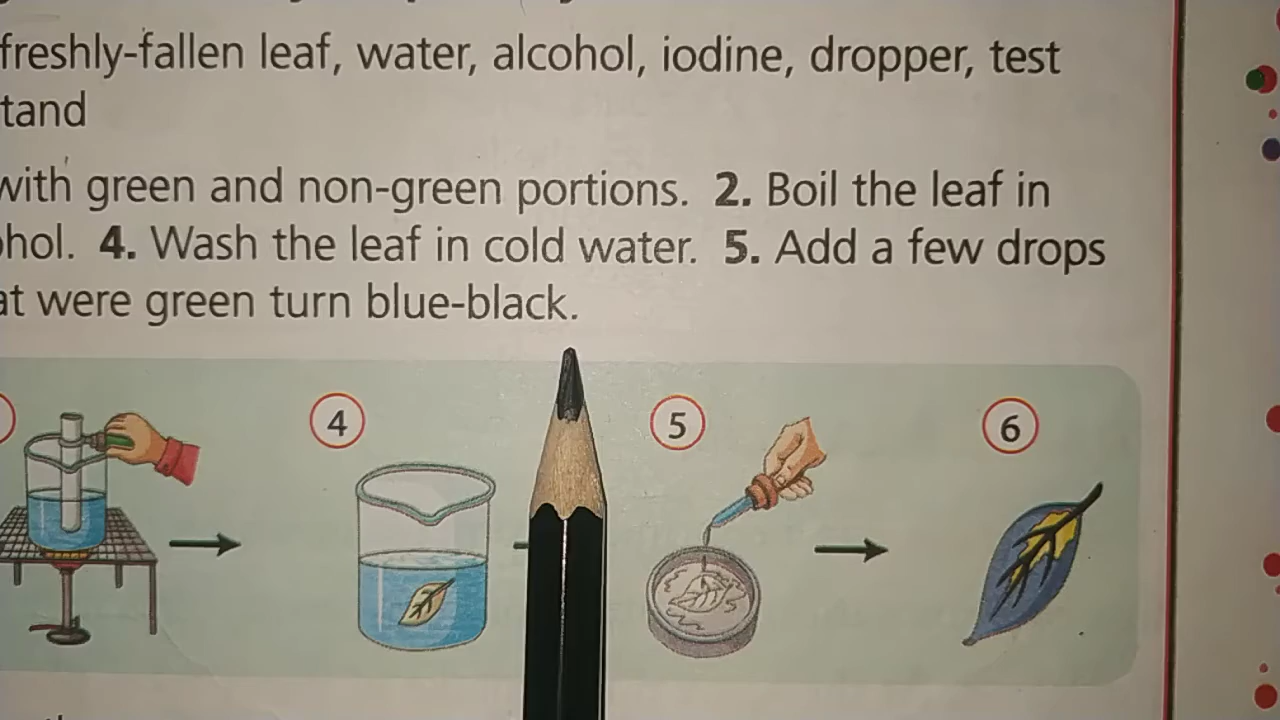 freshly-fallen leaf, water, alcohol, iodine, dropper, test
tand
with green and non-green portions. 2. Boil the leaf in
ohol. 4. Wash the leaf in cold water. 5. Add a few drops
at were green turn blue-black.
4
5
6